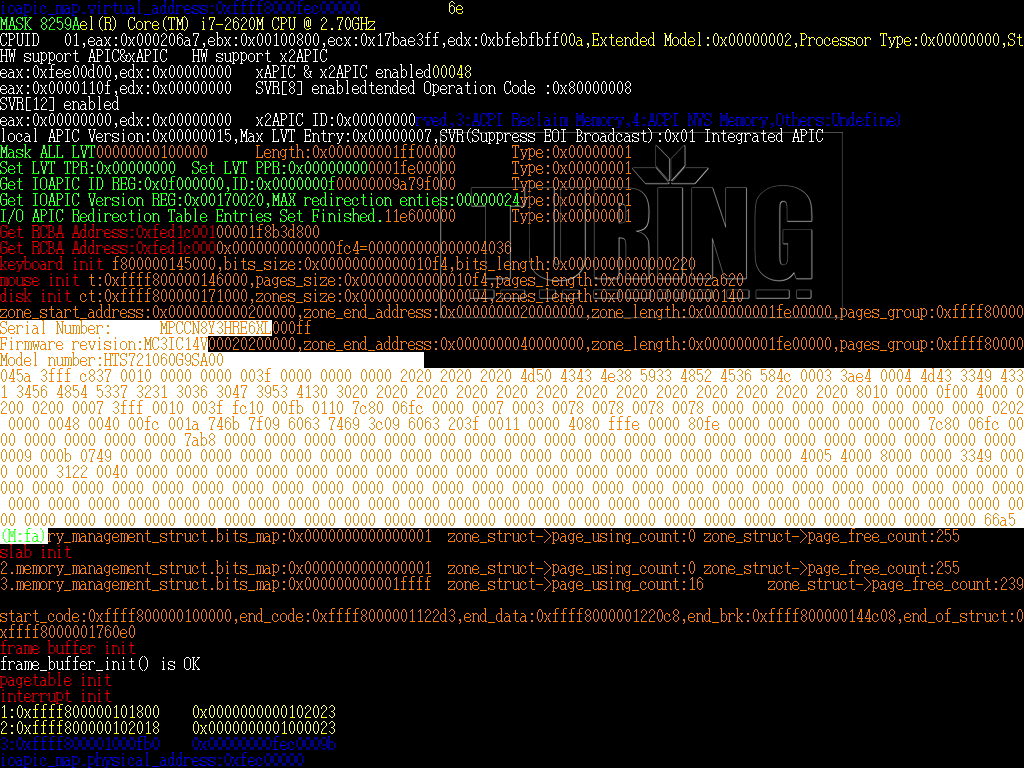 ioapic_map.virtual_address:0xffff8000fec00000 6e
MASK 8259Ael(R) Core(TM) i7-2620M CPU @ 2.70GHz
CPUID 01,eax:0x000206a7,ebx:0x00100800,ecx:0x17bae3ff,edx:0xbfebfbff00a,Extended Model:0x00000002,Processor Type:0x00000000,St
HW support APIC&xAPIC HW support x2APIC
eax:0xfee00d00,edx:0x00000000 xAPIC & x2APIC enabled00048
eax:0x0000110f,edx:0x00000000 SVR[8] enabledtended Operation Code :0x80000008
SVR[12] enabled
eax:0x00000000,edx:0x00000000 x2APIC ID:0x00000000rved,3:ACPI Reclaim Memory,4:ACPI NVS Memory,Others:Undefine)
local APIC Version:0x00000015,Max LVT Entry:0x00000007,SVR(Suppress EOI Broadcast):0x01 Integrated APIC
Mask ALL LVT00000000100000 Length:0x000000001ff00000 Type:0x00000001
Set LVT TPR:0x00000000 Set LVT PPR:0x000000000001fe00000 Type:0x00000001
Get IOAPIC ID REG:0x0f000000,ID:0x0000000f00000009a79f000 Type:0x00000001
Get IOAPIC Version REG:0x00170020,MAX redirection enties:00000024ype:0x00000001
I/O APIC Redirection Table Entries Set Finished.11e600000 Type:0x00000001
TURING
Get RCBA Address:0xfed1c00100001f8b3d800
Get RCBA Address:0xfed1c0000x0000000000000fc4=000000000000004036
keyboard init f800000145000,bits_size:0x00000000000010f4,bits_length:0x0000000000000220
mouse init t:0xffff800000146000,pages_size:0x00000000000010f4,pages_length:0x000000000002a620
disk init ct:0xffff800000171000,zones_size:0x0000000000000004,zones_length:0x0000000000000140
zone_start_address:0x0000000000200000,zone_end_address:0x0000000020000000,zone_length:0x000000001fe00000,pages_group:0xffff80000
Serial Number: MPCCN8Y3HRE6XL000ff
Firmware revision:MC3IC14V00020200000,zone_end_address:0x0000000040000000,zone_length:0x000000001fe00000,pages_group:0xffff80000
Model number:HTS721060G9SA00
045a 3fff c837 0010 0000 0000 003f 0000 0000 0000 2020 2020 2020 4d50 4343 4e38 5933 4852 4536 584c 0003 3ae4 0004 4d43 3349 433
1 3456 4854 5337 3231 3036 3047 3953 4130 3020 2020 2020 2020 2020 2020 2020 2020 2020 2020 2020 2020 8010 0000 0f00 4000 0
200 0200 0007 3fff 0010 003f fc10 00fb 0110 7c80 06fc 0000 0007 0003 0078 0078 0078 0078 0000 0000 0000 0000 0000 0000 0000 0202
0000 0048 0040 00fc 001a 746b 7f09 6063 7469 3c09 6063 203f 0011 0000 4080 fffe 0000 80fe 0000 0000 0000 0000 0000 7c80 06fc 00
00 0000 0000 0000 0000 7ab8 0000 0000 0000 0000 0000 0000 0000 0000 0000 0000 0000 0000 0000 0000 0000 0000 0000 0000 0000 0000
0009 000b 0749 0000 0000 0000 0000 0000 0000 0000 0000 0000 0000 0000 0000 0000 0000 0000 0000 0000 4005 4000 8000 0000 3349 000
0 0000 3122 0040 0000 0000 0000 0000 0000 0000 0000 0000 0000 0000 0000 0000 0000 0000 0000 0000 0000 0000 0000 0000 0000 0000 0
000 0000 0000 0000 0000 0000 0000 0000 0000 0000 0000 0000 0000 0000 0000 0000 0000 0000 0000 0000 0000 0000 0000 0000 0000 0000
0000 0000 0000 0000 0000 0000 0000 0000 0000 0000 0000 0000 0000 0000 0000 0000 0000 0000 0000 0000 0000 0000 0000 0000 0000 00
00 0000 0000 0000 0000 0000 0000 0000 0000 0000 0000 0000 0000 0000 0000 0000 0000 0000 0000 0000 0000 0000 0000 0000 66a5
(M:fa)ry_management_struct.bits_map:0x0000000000000001 zone_struct->page_using_count:0 zone_struct->page_free_count:255
slab init
2.memory_management_struct.bits_map:0x0000000000000001 zone_struct->page_using_count:0 zone_struct->page_free_count:255
3.memory_management_struct.bits_map:0x000000000001ffff zone_struct->page_using_count:16 zone_struct->page_free_count:239
start_code:0xffff800000100000,end_code:0xffff8000001122d3,end_data:0xffff8000001220c8,end_brk:0xffff800000144c08,end_of_struct:0
xffff8000001760e0
frame buffer init
frame_buffer_init() is OK
pagetable init
interrupt init
1:0xffff800000101800 0x0000000000102023
2:0xffff800000102018 0x0000000001000023
3:0xffff800001000fb0 0x00000000fec0009b
ioapic_map.physical_address:0xfec00000